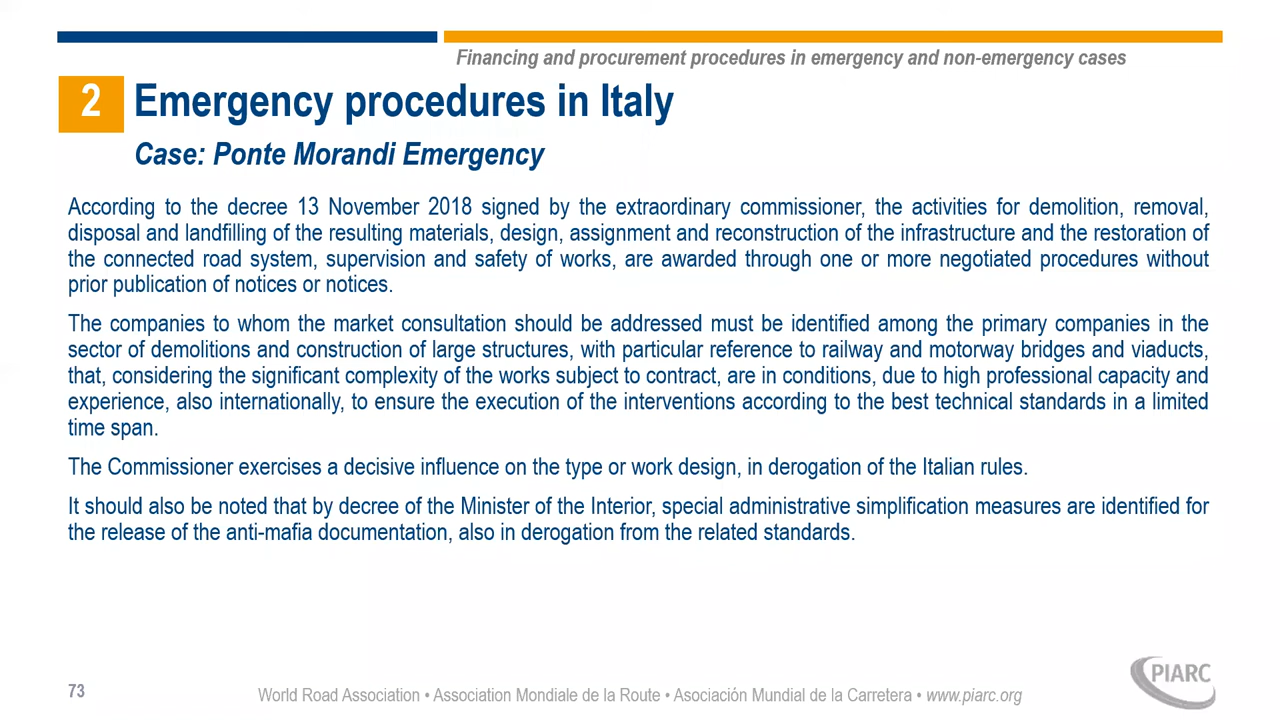 Financing and procurement procedures in emergency and non-emergency cases
2 Emergency procedures in Italy
Case: Ponte Morandi Emergency
According to the decree 13 November 2018 signed by the extraordinary commissioner, the activities for demolition, removal,
disposal and landfilling of the resulting materials, design, assignment and reconstruction of the infrastructure and the restoration of
the connected road system, supervision and safety of works, are awarded through one or more negotiated procedures without
prior publication of notices or notices.
The companies to whom the market consultation should be addressed must be identified among the primary companies in the
sector of demolitions and construction of large structures, with particular reference to railway and motorway bridges and viaducts,
that, considering the significant complexity of the works subject to contract, are in conditions, due to high professional capacity and
experience, also internationally, to ensure the execution of the interventions according to the best technical standards in a limited
time span.
The Commissioner exercises a decisive influence on the type or work design, in derogation of the Italian rules.
It should also be noted that by decree of the Minister of the Interior, special administrative simplification measures are identified for
the release of the anti-mafia documentation, also in derogation from the related standards.
PIARC
73
World Road Association • Association Mondiale de la Route • Asociación Mundial de la Carretera • www.piarc.org